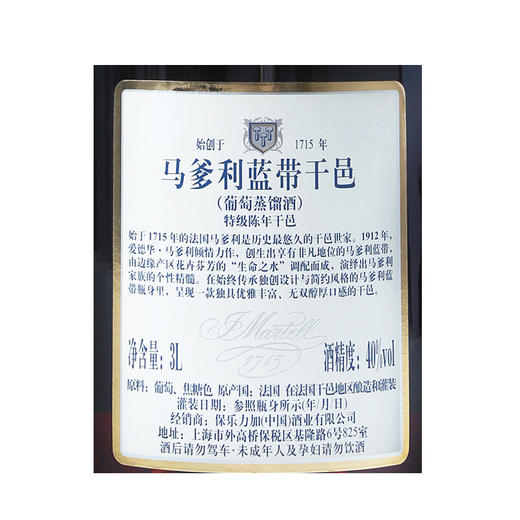 始创于 1715 年
马爹利蓝带干邑
(葡萄蒸馏酒)
特级陈年干邑
始于1715年的法国马爹利是历史最悠久的干邑世家。1912年,
爱德华·马爹利倾情力作，创生出享有非凡地位的马爹利蓝带,
由边缘产区花卉芬芳的“生命之水”调配而成，演绎出马爹利
家族的个性精髓。在始终传承独创设计与简约风格的马爹利蓝
带瓶身里，呈现一款独具优雅丰富、无双醇厚口感的干邑。
J Martell
1715
净含量: 3L 酒精度: 40%vol
原料: 葡萄、焦糖色 原产国: 法国 在法国干邑地区酿造和灌装
灌装日期: 参照瓶身所示(年/月/日)
经销商: 保乐力加(中国)酒业有限公司
地址: 上海市外高桥保税区基隆路6号825室
酒后请勿驾车·未成年人及孕妇请勿饮酒